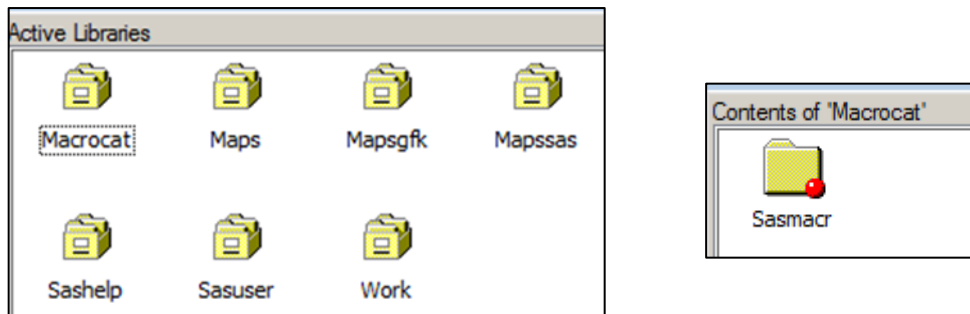 Active Libraries
Macrocat Maps Mapsgfk Mapssas
Sashelp Sasuser Work
Contents of 'Macrocat'
Sasmacr